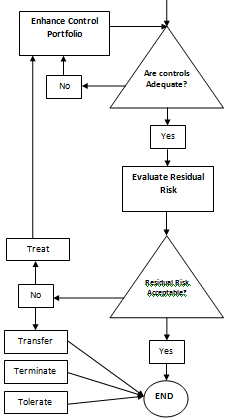 Enhance Control
Portfolio
Are controls
Adequate?
No
Yes
Evaluate Residual
Risk
Treat
Residual Risk
Acceptable?
No
Transfer
Yes
Terminate
END
Tolerate